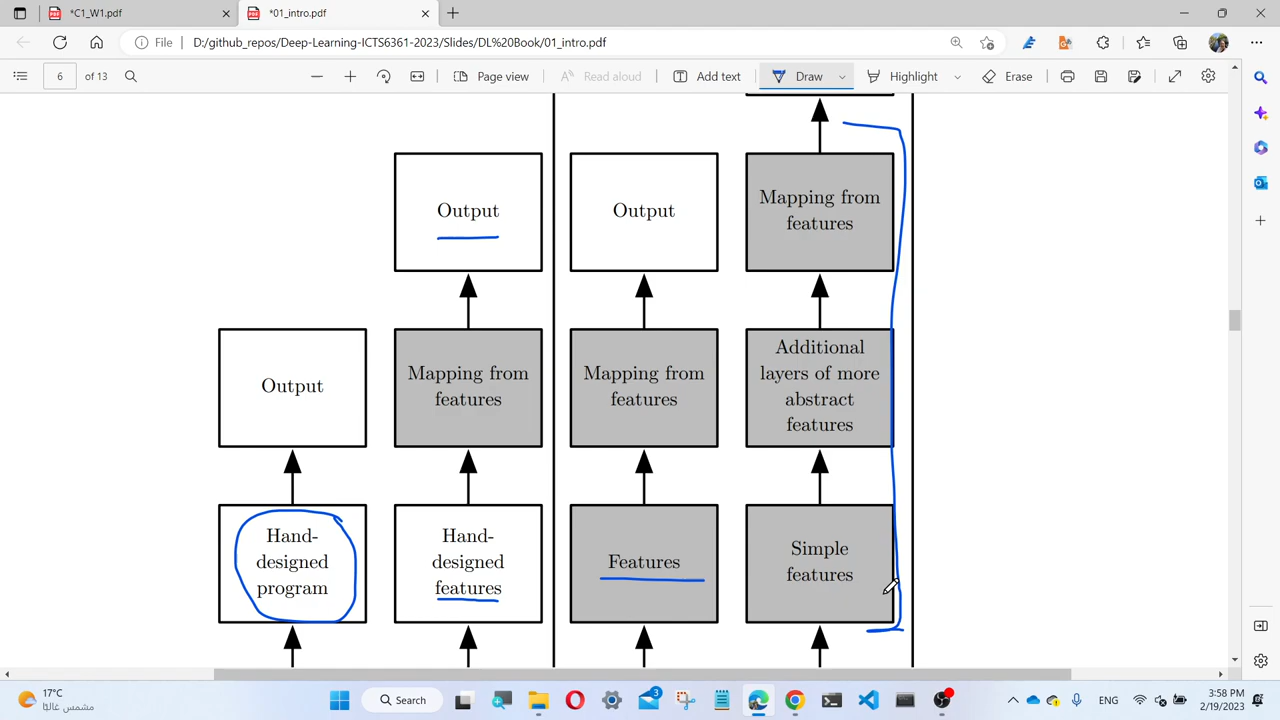 *C1_W1.pdf
*01_intro.pdf
File
D:/github_repos/Deep-Learning-ICTS6361-2023/Slides/DL%20Book/01_intro.pdf
6
of 13
Page view
Read aloud
Add text
Draw
Highlight
Erase
Output
Output
Mapping from
features
Output
Mapping from
features
Mapping from
features
Additional
layers of more
abstract
features
Hand-
designed
program
Hand-
designed
features
Features
Simple
features
17°C
مشمس غالبًا
Search
3
ENG
3:58 PM
2/19/2023